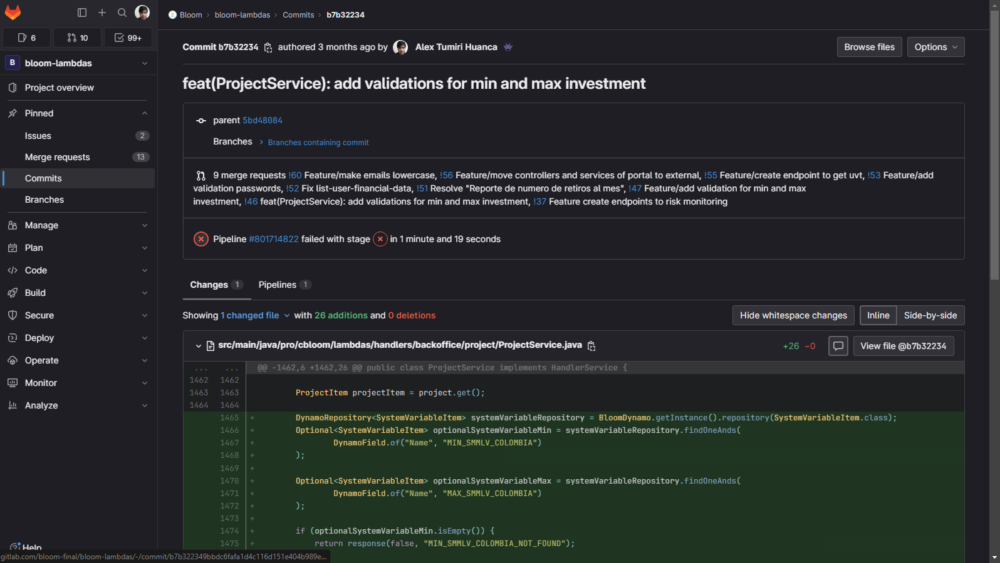 Bloom › bloom-lambdas › Commits › b7b32234
6 10 99+
B bloom-lambdas
Project overview
Pinned
Issues 2
Merge requests 13
Commits
Branches
Manage
Plan
Code
Build
Secure
Deploy
Operate
Monitor
Analyze
Help
Commit b7b32234 authored 3 months ago by Alex Tumiri Huanca
Browse files Options
feat(ProjectService): add validations for min and max investment
parent 5bd48084
Branches › Branches containing commit
9 merge requests !60 Feature/make emails lowercase, !56 Feature/move controllers and services of portal to external, !55 Feature/create endpoint to get uvt, !53 Feature/add
validation passwords, !52 Fix list-user-financial-data, !51 Resolve "Reporte de numero de retiros al mes", !47 Feature/add validation for min and max
investment, !46 feat(ProjectService): add validations for min and max investment, !37 Feature create endpoints to risk monitoring
Pipeline #801714822 failed with stage in 1 minute and 19 seconds
Changes 1 Pipelines 1
Showing 1 changed file with 26 additions and 0 deletions
Hide whitespace changes Inline Side-by-side
src/main/java/pro/cbloom/lambdas/handlers/backoffice/project/ProjectService.java
+26 −0 View file @b7b32234
... ... @@ -1462,6 +1462,26 @@ public class ProjectService implements HandlerService {
1462 1462
1463 1463 ProjectItem projectItem = project.get();
1464 1464
1465 + DynamoRepository<SystemVariableItem> systemVariableRepository = BloomDynamo.getInstance().repository(SystemVariableItem.class);
1466 + Optional<SystemVariableItem> optionalSystemVariableMin = systemVariableRepository.findOneAnds(
1467 + DynamoField.of("Name", "MIN_SMMLV_COLOMBIA")
1468 + );
1469 +
1470 + Optional<SystemVariableItem> optionalSystemVariableMax = systemVariableRepository.findOneAnds(
1471 + DynamoField.of("Name", "MAX_SMMLV_COLOMBIA")
1472 + );
1473 +
1474 + if (optionalSystemVariableMin.isEmpty()) {
1475 + return response(false, "MIN_SMMLV_COLOMBIA_NOT_FOUND");
gitlab.com/bloom-final/bloom-lambdas/-/commit/b7b322349bbdc6fafa1d4c116d151e404b989e...